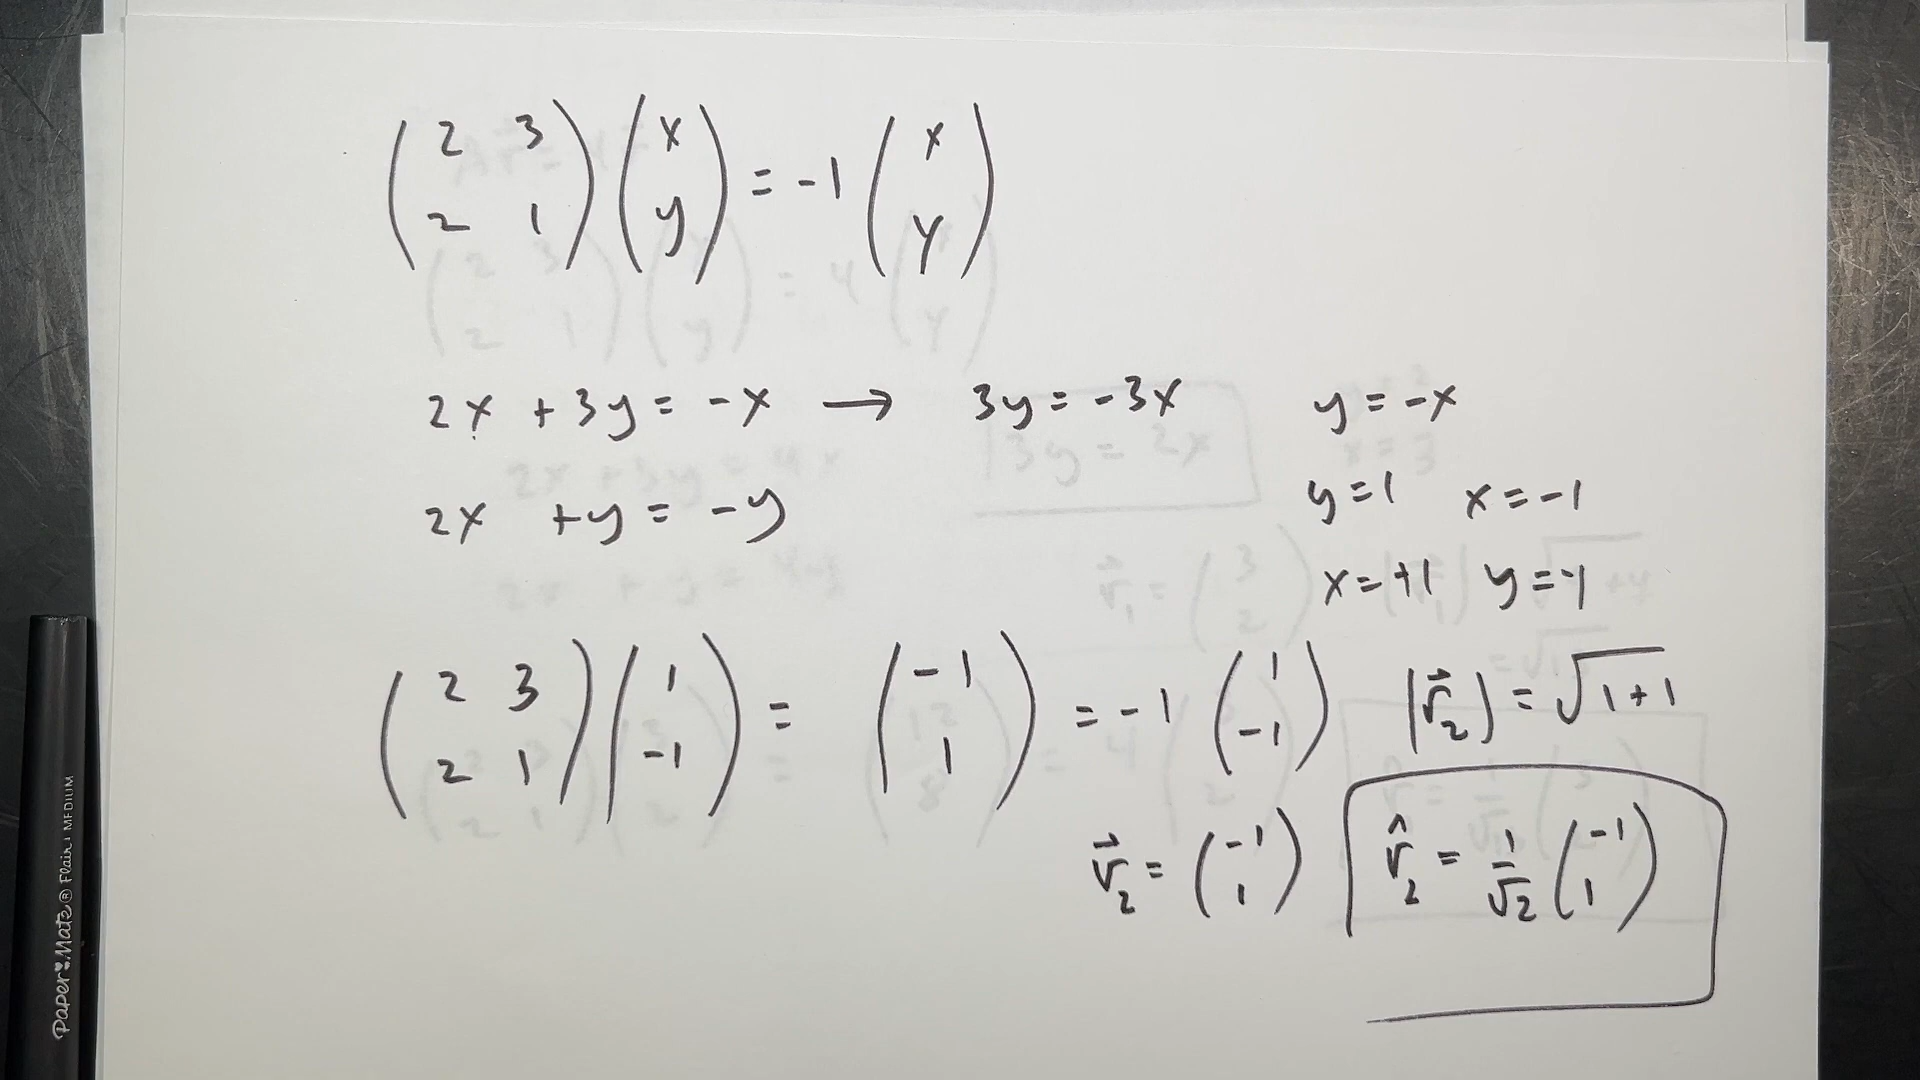 (2 3) (x) = -1 (x)
(2 1) (y) (y)
2x + 3y = -x → 3y = -3x y = -x
y = 1 x = -1
2x + y = -y
x = +1 y = -1
(2 3) (1) = (-1) = -1 (1) |r⃗₂| = √1+1
(2 1) (-1) (1) (-1)
r⃗₂ = (-1) r̂₂ = 1/√2 (-1)
(1) (1)
Paper Mate ® Flair M MEDIUM